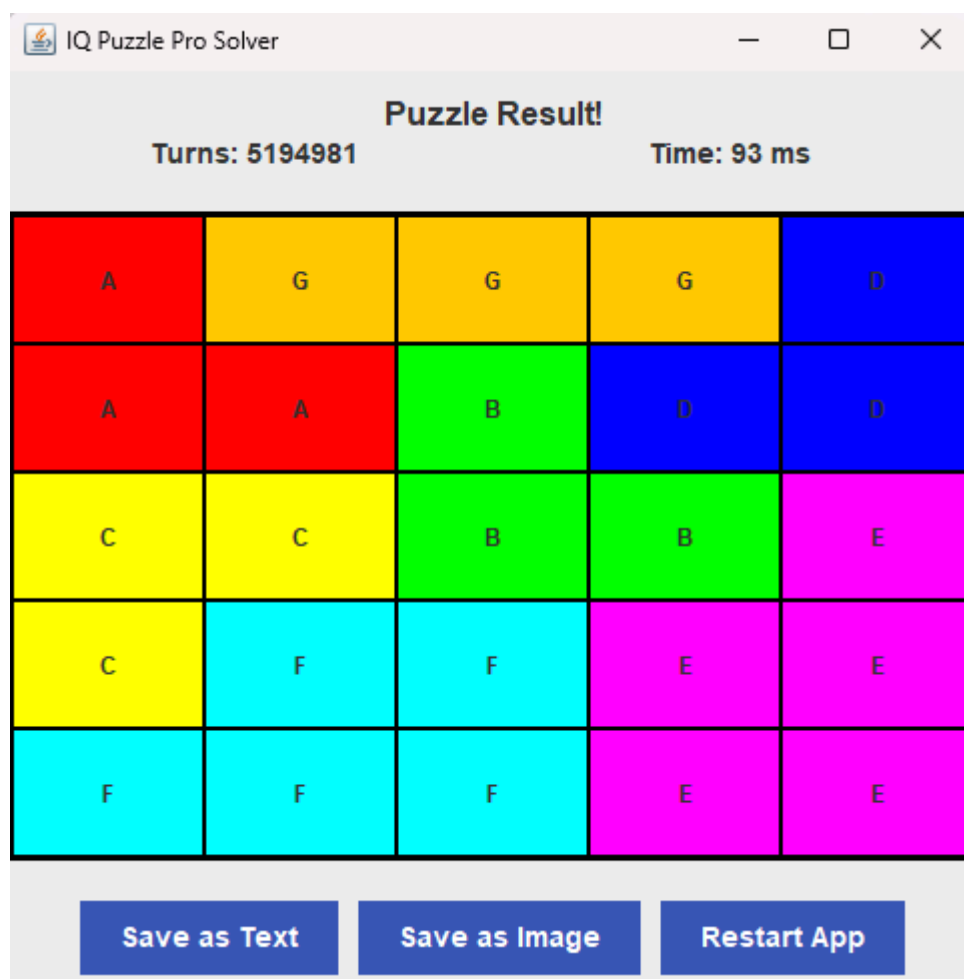 IQ Puzzle Pro Solver
Puzzle Result!
Turns: 5194981 Time: 93 ms
A G G G D
A A B D D
C C B B E
C F F E E
F F F E E
Save as Text Save as Image Restart App